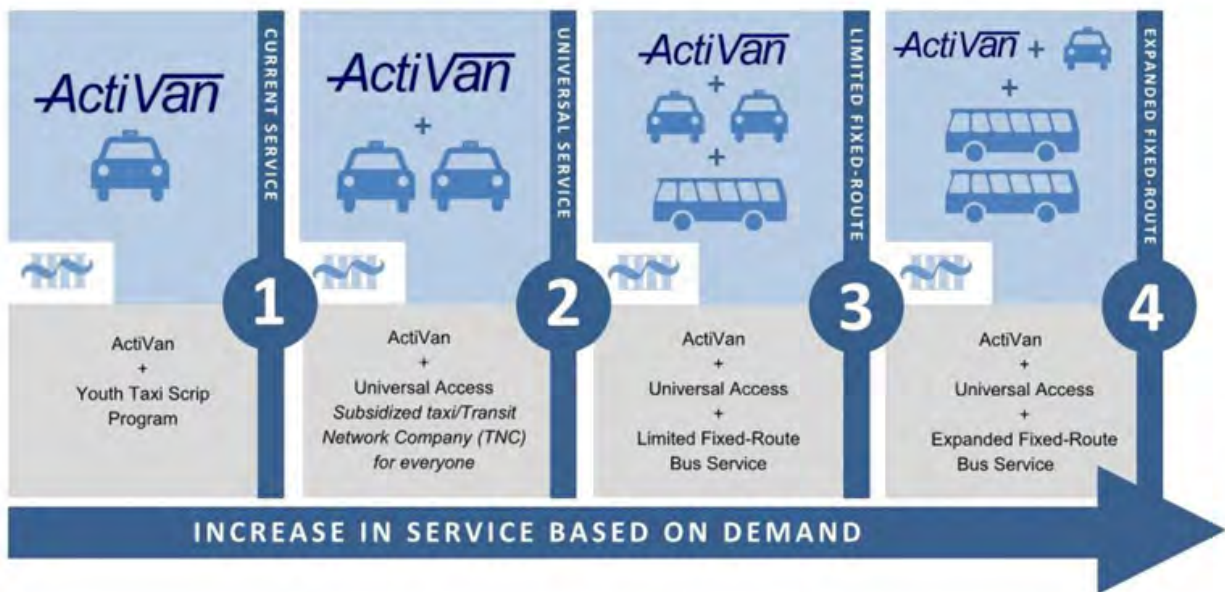 ActiVan
CURRENT SERVICE
1
ActiVan
+
Youth Taxi Scrip
Program
ActiVan
+
UNIVERSAL SERVICE
2
ActiVan
+
Universal Access
Subsidized taxi/Transit
Network Company (TNC)
for everyone
ActiVan
+
+
LIMITED FIXED-ROUTE
3
ActiVan
+
Universal Access
+
Limited Fixed-Route
Bus Service
ActiVan +
+
EXPANDED FIXED-ROUTE
4
ActiVan
+
Universal Access
+
Expanded Fixed-Route
Bus Service
INCREASE IN SERVICE BASED ON DEMAND